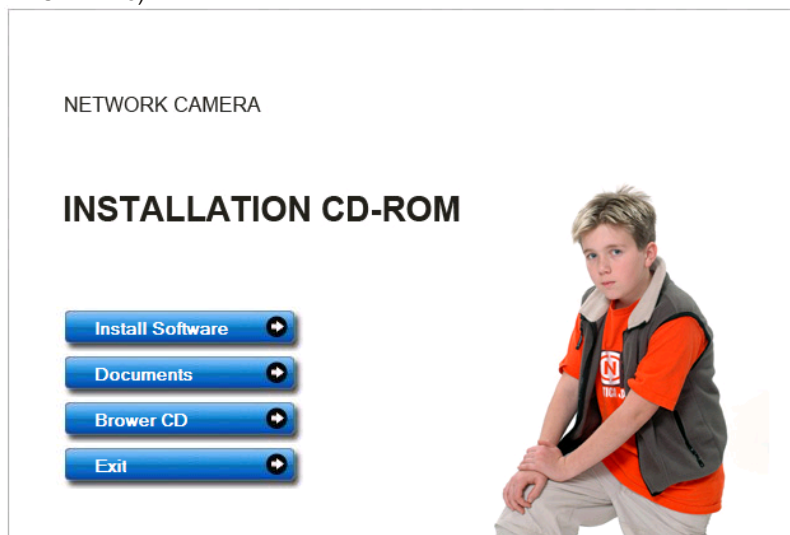 NETWORK CAMERA
INSTALLATION CD-ROM
Install Software
Documents
Brower CD
Exit
N